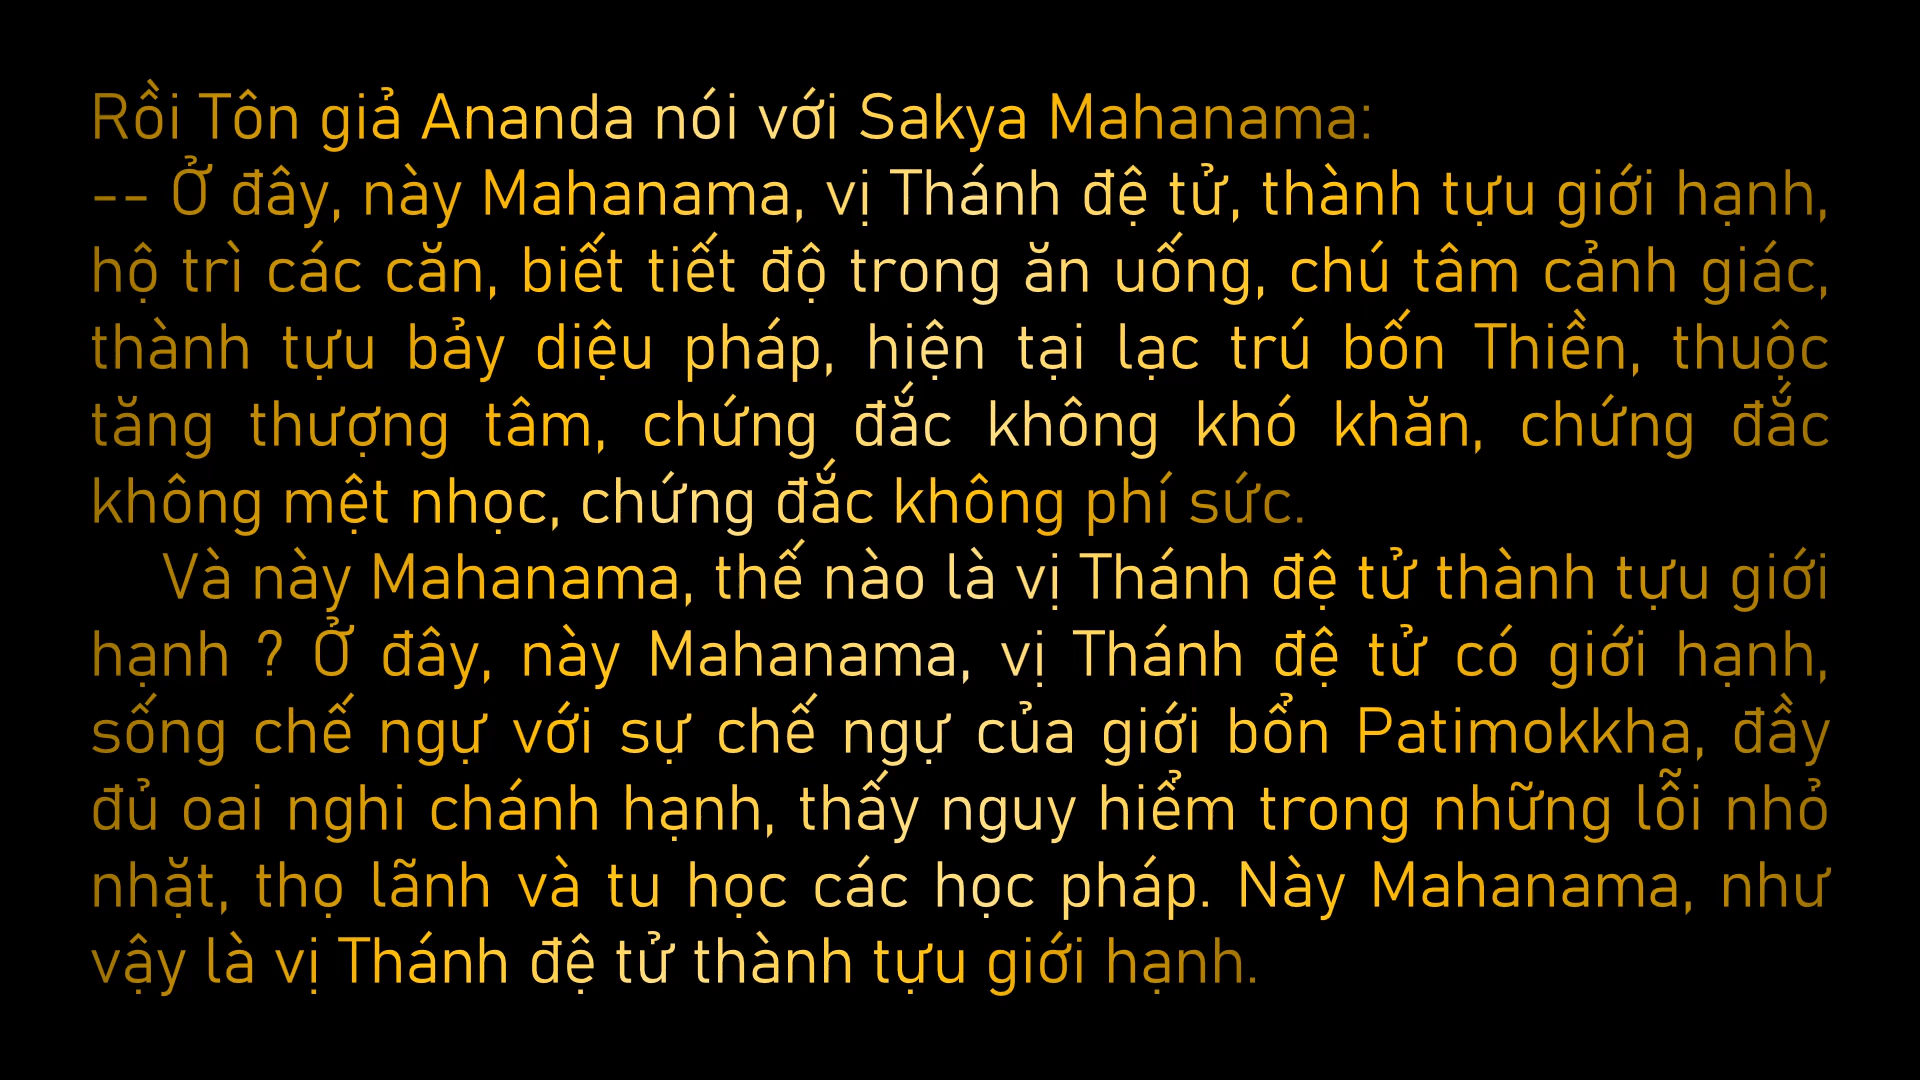 Rồi Tôn giả Ananda nói với Sakya Mahanama:
-- Ở đây, này Mahanama, vị Thánh đệ tử, thành tựu giới hạnh,
hộ trì các căn, biết tiết độ trong ăn uống, chú tâm cảnh giác,
thành tựu bảy diệu pháp, hiện tại lạc trú bốn Thiền, thuộc
tăng thượng tâm, chứng đắc không khó khăn, chứng đắc
không mệt nhọc, chứng đắc không phí sức.
Và này Mahanama, thế nào là vị Thánh đệ tử thành tựu giới
hạnh ? Ở đây, này Mahanama, vị Thánh đệ tử có giới hạnh,
sống chế ngự với sự chế ngự của giới bổn Patimokkha, đầy
đủ oai nghi chánh hạnh, thấy nguy hiểm trong những lỗi nhỏ
nhặt, thọ lãnh và tu học các học pháp. Này Mahanama, như
vậy là vị Thánh đệ tử thành tựu giới hạnh.